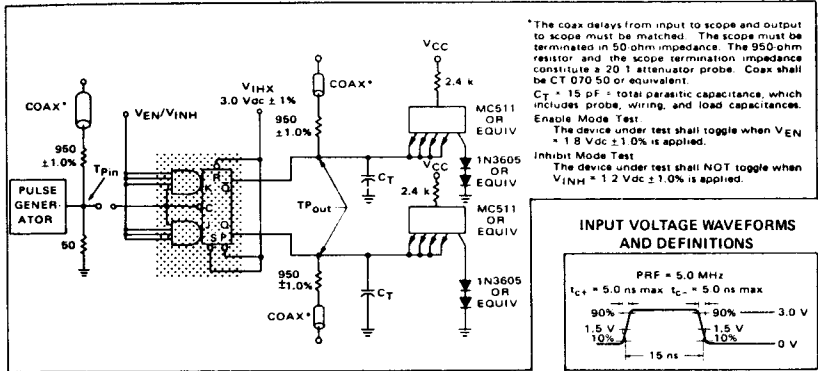 *The coax delays from input to scope and output
to scope must be matched. The scope must be
terminated in 50-ohm impedance. The 950-ohm
resistor and the scope termination impedance
constitute a 20 1 attenuator probe. Coax shall
be CT 070 50 or equivalent.
CT = 15 pF = total parasitic capacitance, which
includes probe, wiring, and load capacitances.
Enable Mode Test
The device under test shall toggle when VEN
= 1 8 Vdc ± 1.0% is applied.
Inhibit Mode Test
The device under test shall NOT toggle when
VINH = 1 2 Vdc ± 1.0% is applied.
COAX*
950
±1.0%
TPin
PULSE
GENER-
ATOR
50
VEN/VINH
VIHX
3.0 Vdc ± 1%
R
K
Q
C
J
Q
S P
COAX*
950
±1.0%
TPout
950
±1.0%
COAX*
CT
CT
VCC
2.4 k
MC511
OR
EQUIV
1N3605
OR
EQUIV
VCC
2.4 k
MC511
OR
EQUIV
1N3605
OR
EQUIV
INPUT VOLTAGE WAVEFORMS
AND DEFINITIONS
PRF = 5.0 MHz
tc+ = 5.0 ns max tc- = 5.0 ns max
90% 90% 3.0 V
1.5 V 1.5 V
10% 10% 0 V
15 ns